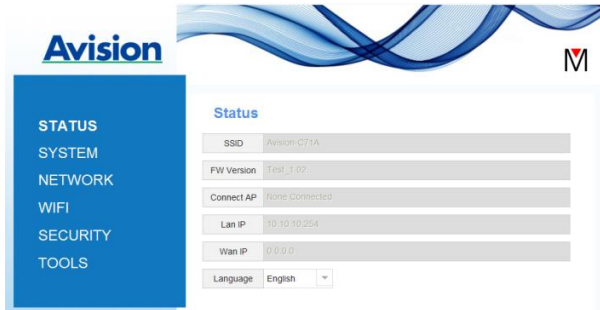 Avision
M
STATUS
SYSTEM
NETWORK
WIFI
SECURITY
TOOLS
Status
SSID Avision-C71A
FW Version Test_1.02
Connect AP None Connected
Lan IP 10.10.10.254
Wan IP 0.0.0.0
Language English